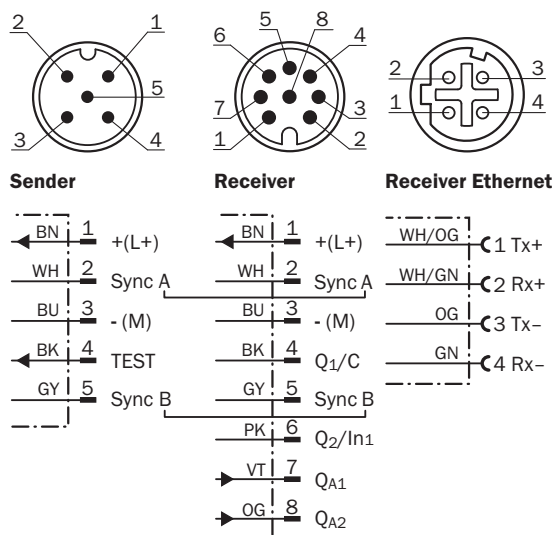 2 1 5 3 4
5 8 6 4 7 3 1 2
2 3 1 4
Sender
BN 1 +(L+)
WH 2 Sync A
BU 3 - (M)
BK 4 TEST
GY 5 Sync B
Receiver
BN 1 +(L+)
WH 2 Sync A
BU 3 - (M)
BK 4 Q1/C
GY 5 Sync B
PK 6 Q2/In1
VT 7 QA1
OG 8 QA2
Receiver Ethernet
WH/OG 1 Tx+
WH/GN 2 Rx+
OG 3 Tx–
GN 4 Rx–